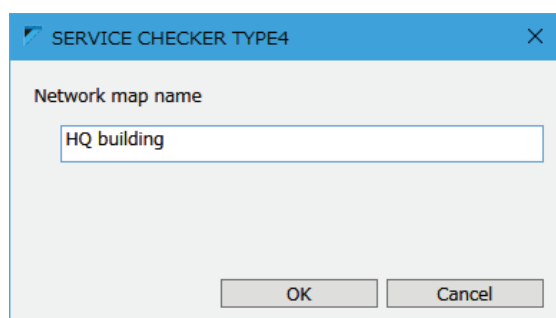 SERVICE CHECKER TYPE4
Network map name
HQ building
OK
Cancel